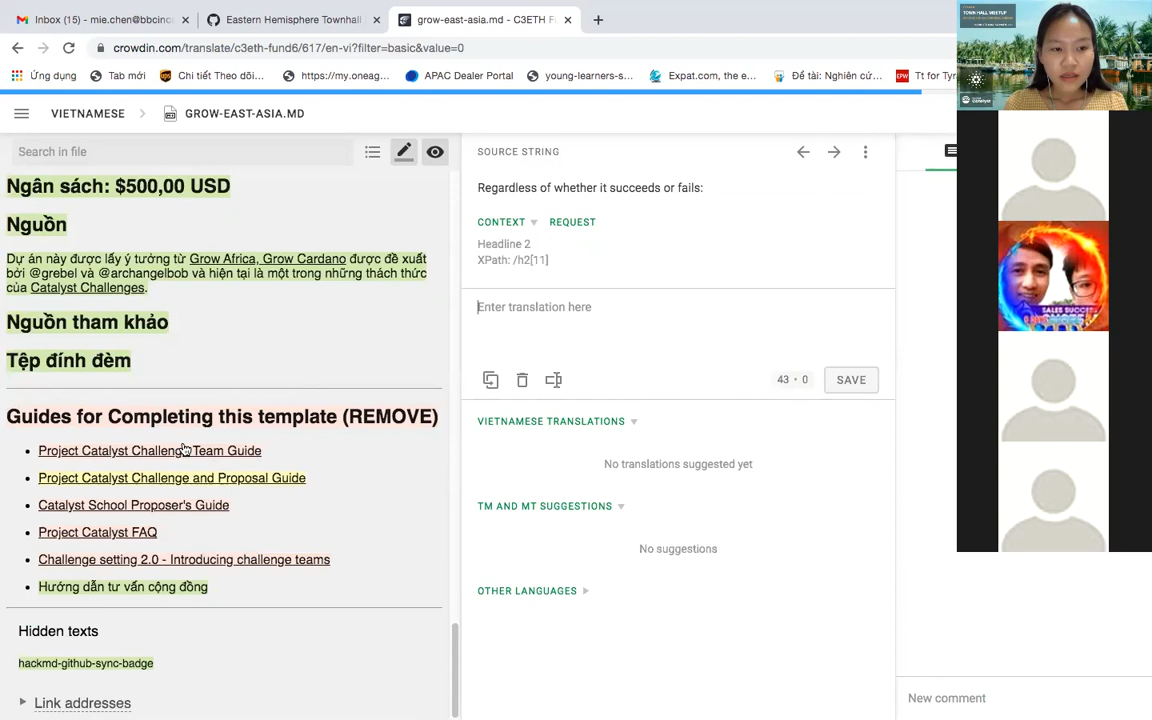 Inbox (15) - mie.chen@bbcinc
Eastern Hemisphere Townhall
grow-east-asia.md - C3ETH F
crowdin.com/translate/c3eth-fund6/617/en-vi?filter=basic&value=0
Ứng dụng
Tab mới
Chi tiết Theo dõi...
https://my.oneag...
APAC Dealer Portal
young-learners-s...
Expat.com, the e...
Đề tài: Nghiên cứ...
Tt for Tyr
VIETNAMESE
GROW-EAST-ASIA.MD
Search in file
Ngân sách: $500,00 USD
Nguồn
Dự án này được lấy ý tưởng từ Grow Africa, Grow Cardano được đề xuất
bởi @grebel và @archangelbob và hiện tại là một trong những thách thức
của Catalyst Challenges.
Nguồn tham khảo
Tệp đính đèm
Guides for Completing this template (REMOVE)
Project Catalyst Challenge Team Guide
Project Catalyst Challenge and Proposal Guide
Catalyst School Proposer's Guide
Project Catalyst FAQ
Challenge setting 2.0 - Introducing challenge teams
Hướng dẫn tư vấn cộng đồng
Hidden texts
hackmd-github-sync-badge
Link addresses
SOURCE STRING
Regardless of whether it succeeds or fails:
CONTEXT
REQUEST
Headline 2
XPath: /h2[11]
Enter translation here
43 • 0
SAVE
VIETNAMESE TRANSLATIONS
No translations suggested yet
TM AND MT SUGGESTIONS
No suggestions
OTHER LANGUAGES
New comment
TOWN HALL MEETUP
catalyst
SALES SUCCES